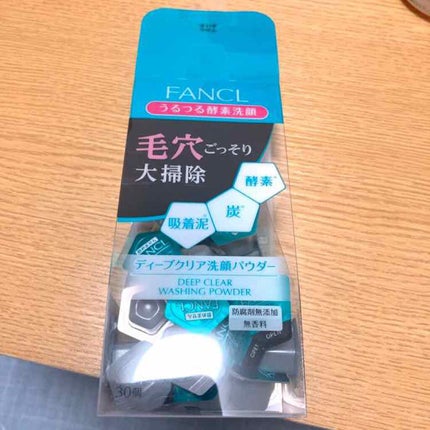 FANCL
うるつる酵素洗顔
毛穴ごっそり
大掃除
酵素
炭
吸着泥
FANCL
ディープクリア洗顔パウダー
DEEP CLEAR
WASHING POWDER
防腐剤無添加
無香料
30個